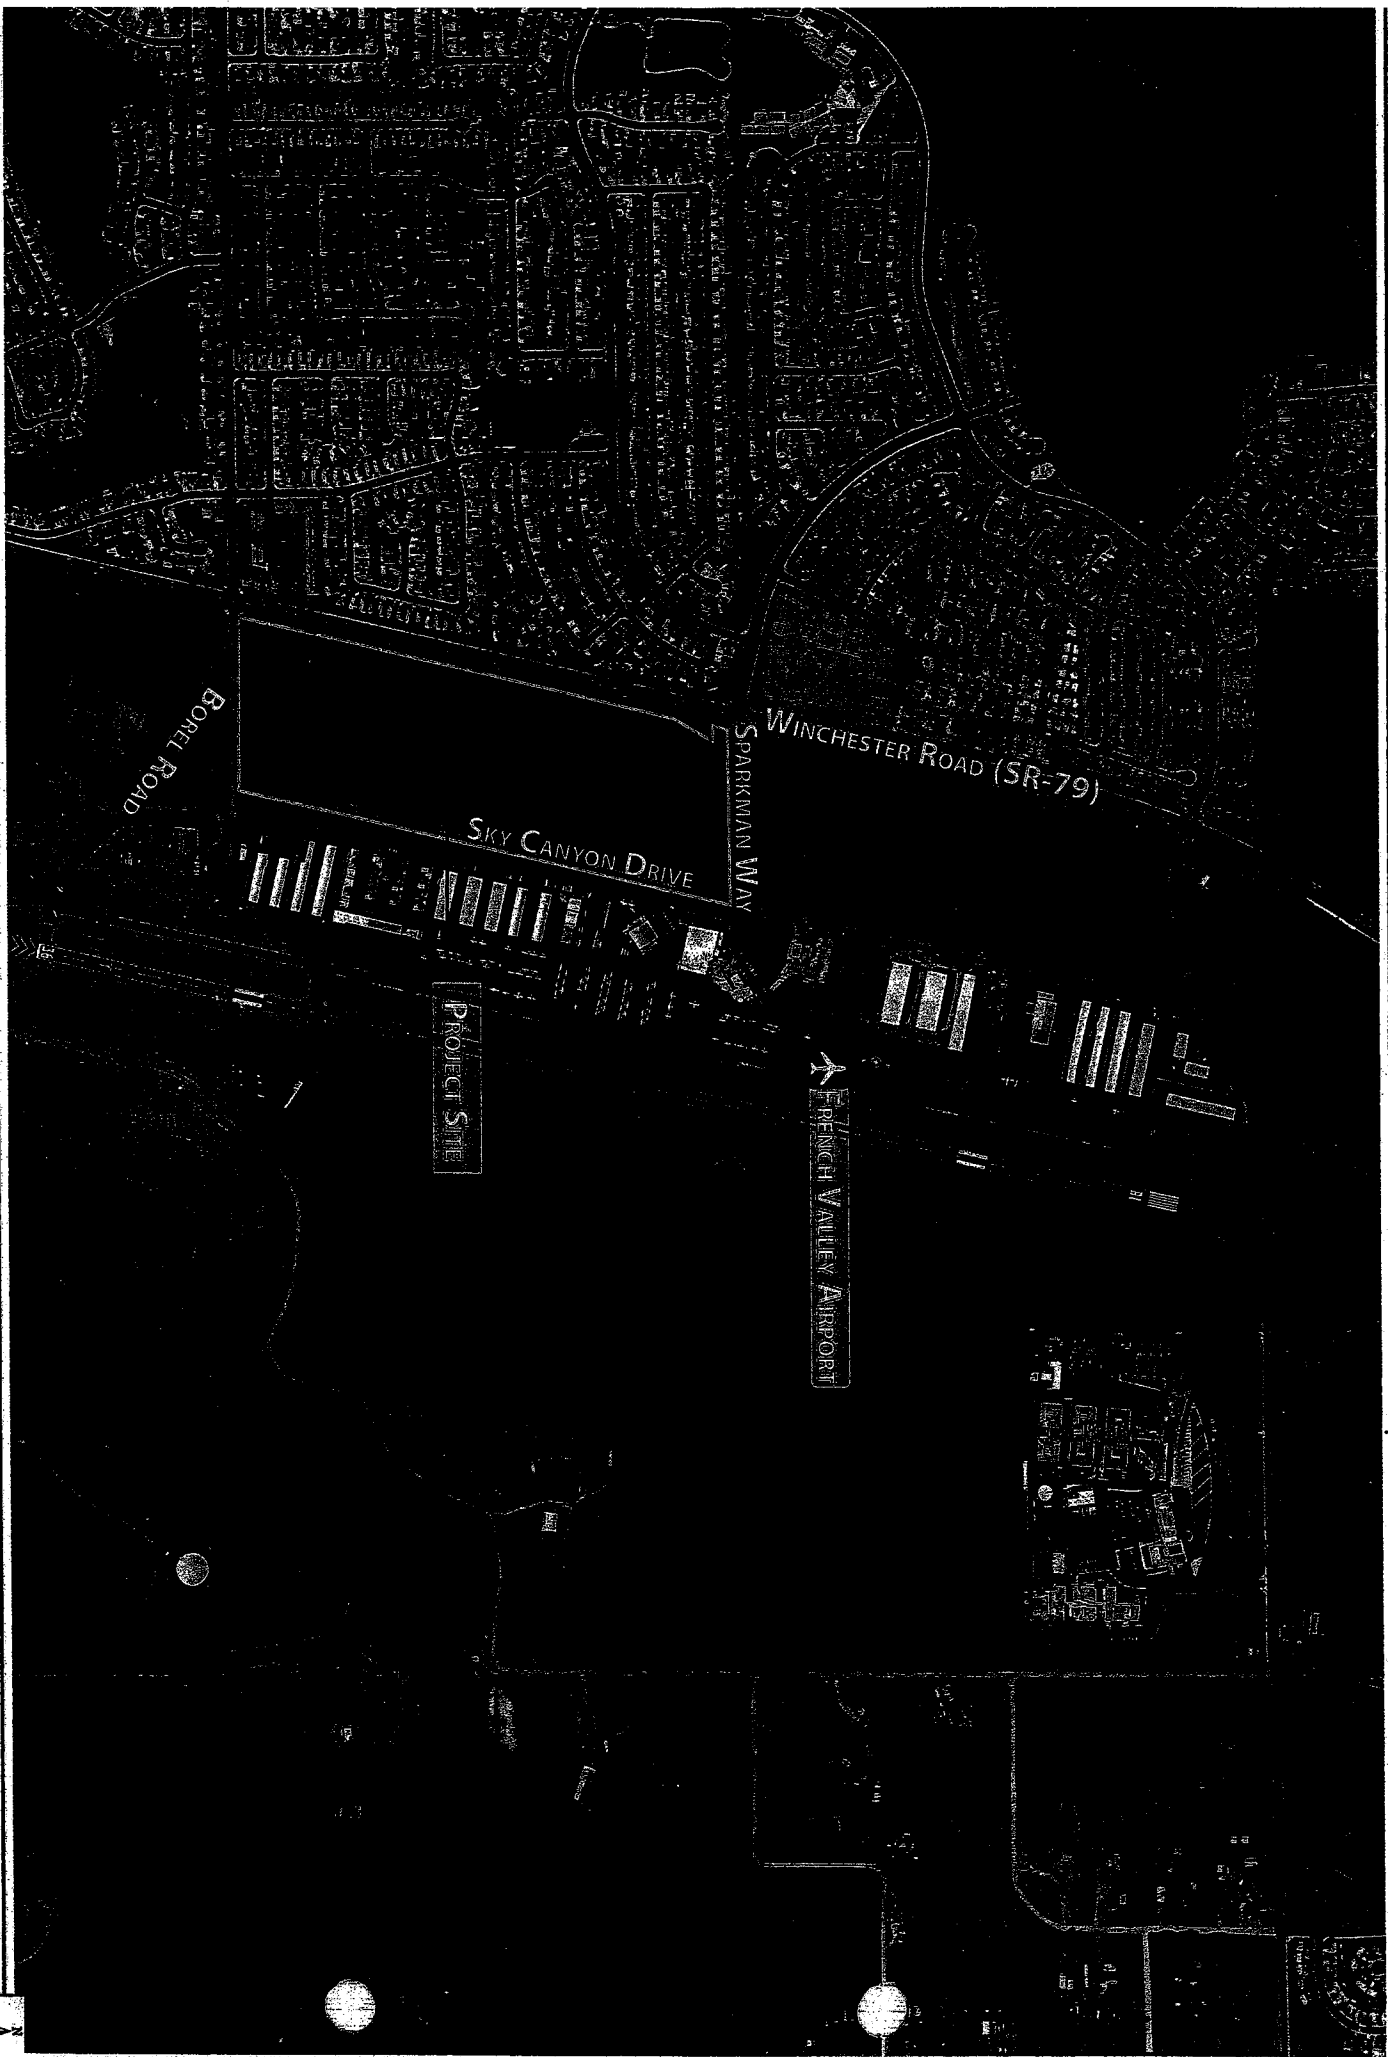 WINCHESTER ROAD (SR-79)
SPARKMAN WAY
BOREL ROAD
SKY CANYON DRIVE
PROJECT SITE
FRENCH VALLEY AIRPORT